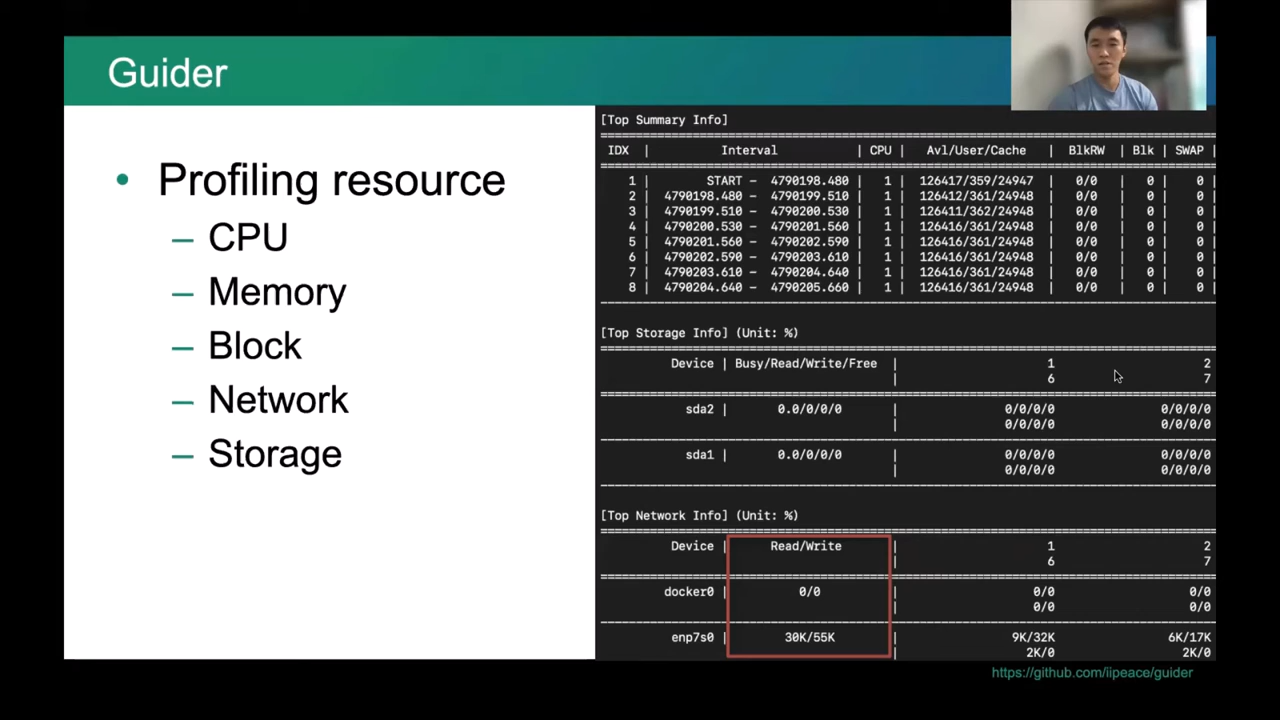 Guider
• Profiling resource
– CPU
– Memory
– Block
– Network
– Storage
[Top Summary Info]
IDX | Interval | CPU | Avl/User/Cache | BlkRW | Blk | SWAP |
1 | START - 4790198.480 | 1 | 126417/359/24947 | 0/0 | 0 | 0 |
2 | 4790198.480 - 4790199.510 | 1 | 126412/361/24948 | 0/0 | 0 | 0 |
3 | 4790199.510 - 4790200.530 | 1 | 126411/362/24948 | 0/0 | 0 | 0 |
4 | 4790200.530 - 4790201.560 | 1 | 126416/361/24948 | 0/0 | 0 | 0 |
5 | 4790201.560 - 4790202.590 | 1 | 126416/361/24948 | 0/0 | 0 | 0 |
6 | 4790202.590 - 4790203.610 | 1 | 126416/361/24948 | 0/0 | 0 | 0 |
7 | 4790203.610 - 4790204.640 | 1 | 126416/361/24948 | 0/0 | 0 | 0 |
8 | 4790204.640 - 4790205.660 | 1 | 126416/361/24948 | 0/0 | 0 | 0 |
[Top Storage Info] (Unit: %)
Device | Busy/Read/Write/Free | 1 2
| 6 7
sda2 | 0.0/0/0/0 | 0/0/0/0 0/0/0/0
| 0/0/0/0 0/0/0/0
sda1 | 0.0/0/0/0 | 0/0/0/0 0/0/0/0
| 0/0/0/0 0/0/0/0
[Top Network Info] (Unit: %)
Device | Read/Write | 1 2
| 6 7
docker0 | 0/0 | 0/0 0/0
| 0/0 0/0
enp7s0 | 30K/55K | 9K/32K 6K/17K
2K/0 2K/0
https://github.com/iipeace/guider